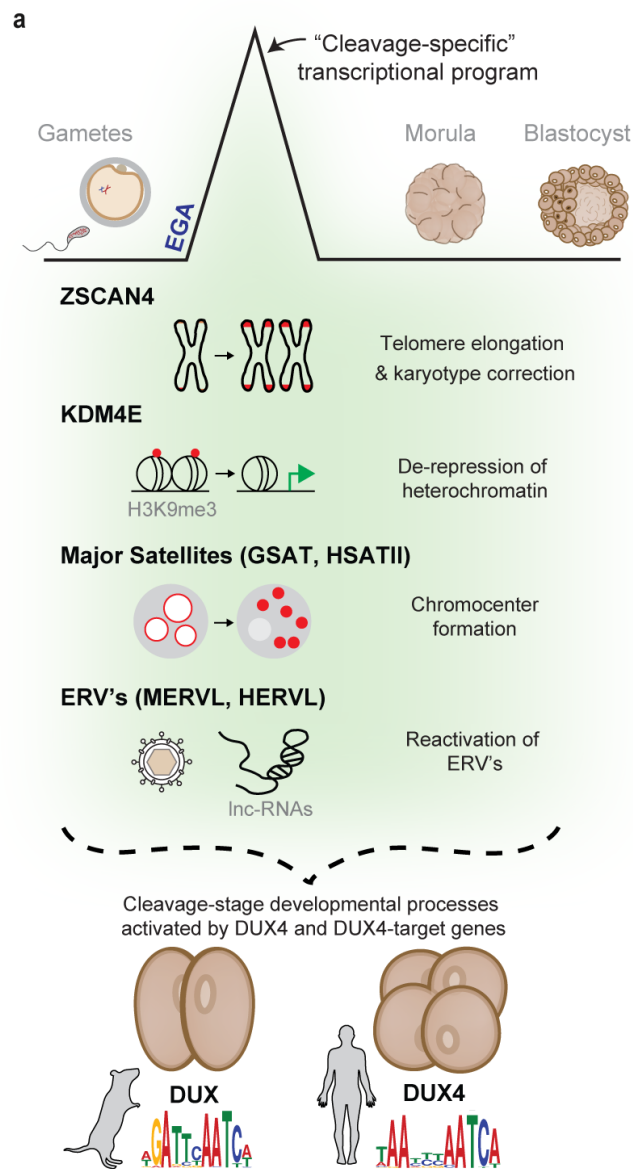 a
“Cleavage-specific”
transcriptional program
Gametes
Morula
Blastocyst
EGA
ZSCAN4
Telomere elongation
& karyotype correction
KDM4E
H3K9me3
De-repression of
heterochromatin
Major Satellites (GSAT, HSATII)
Chromocenter
formation
ERV’s (MERVL, HERVL)
lnc-RNAs
Reactivation of
ERV’s
Cleavage-stage developmental processes
activated by DUX4 and DUX4-target genes
DUX
DUX4
GATTCAATCA
TAATCA